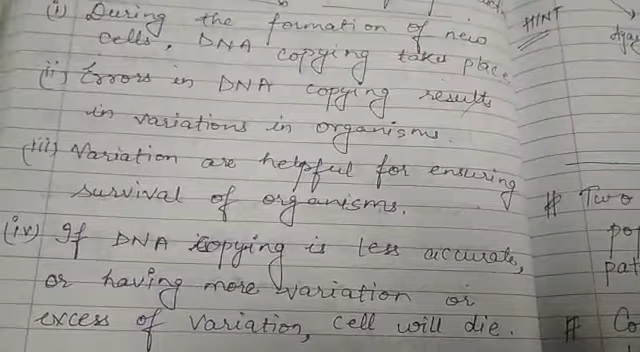 (i) During the formation of new
cells, DNA copying takes place.
(ii) Errors in DNA copying results
in variations in organisms.
(iii) Variation are helpful for ensuring
survival of organisms.
(iv) If DNA copying is less accurate,
or having more variation or
excess of variation, cell will die.
HINT
# Two
# Co